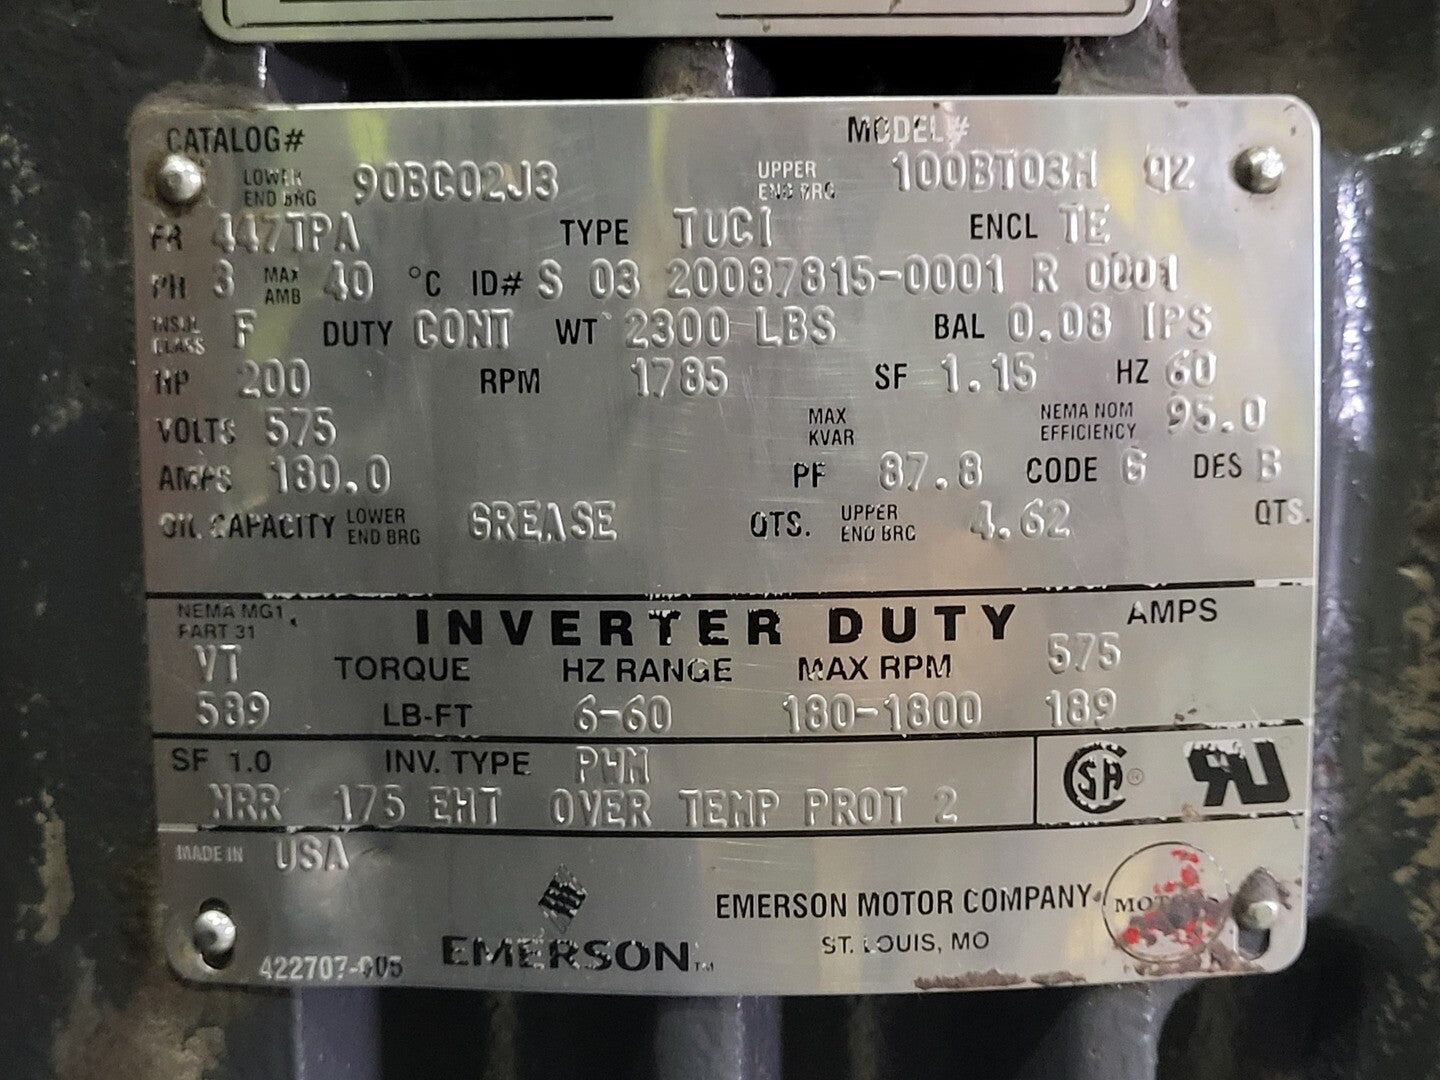 CATALOG# MODEL#
LOWER END BRG 90BC02J3 UPPER END BRG 100BT03M QZ
FR 447TPA TYPE TUCI ENCL TE
PH 3 MAX AMB 40 °C ID# S 03 20087815-0001 R 0001
INSUL CLASS F DUTY CONT WT 2300 LBS BAL 0.08 IPS
HP 200 RPM 1785 SF 1.15 HZ 60
VOLTS 575 MAX KVAR NEMA NOM EFFICIENCY 95.0
AMPS 180.0 PF 87.8 CODE G DES B
OIL CAPACITY LOWER END BRG GREASE QTS. UPPER END BRG 4.62 QTS.
NEMA MG1, PART 31 INVERTER DUTY AMPS
VT TORQUE HZ RANGE MAX RPM 575
589 LB-FT 6-60 180-1800 189
SF 1.0 INV. TYPE PWM
NRR 175 EHT OVER TEMP PROT 2
CSA ® RU
MADE IN USA
EMERSON MOTOR COMPANY
ST. LOUIS, MO
422707-005 EMERSON™